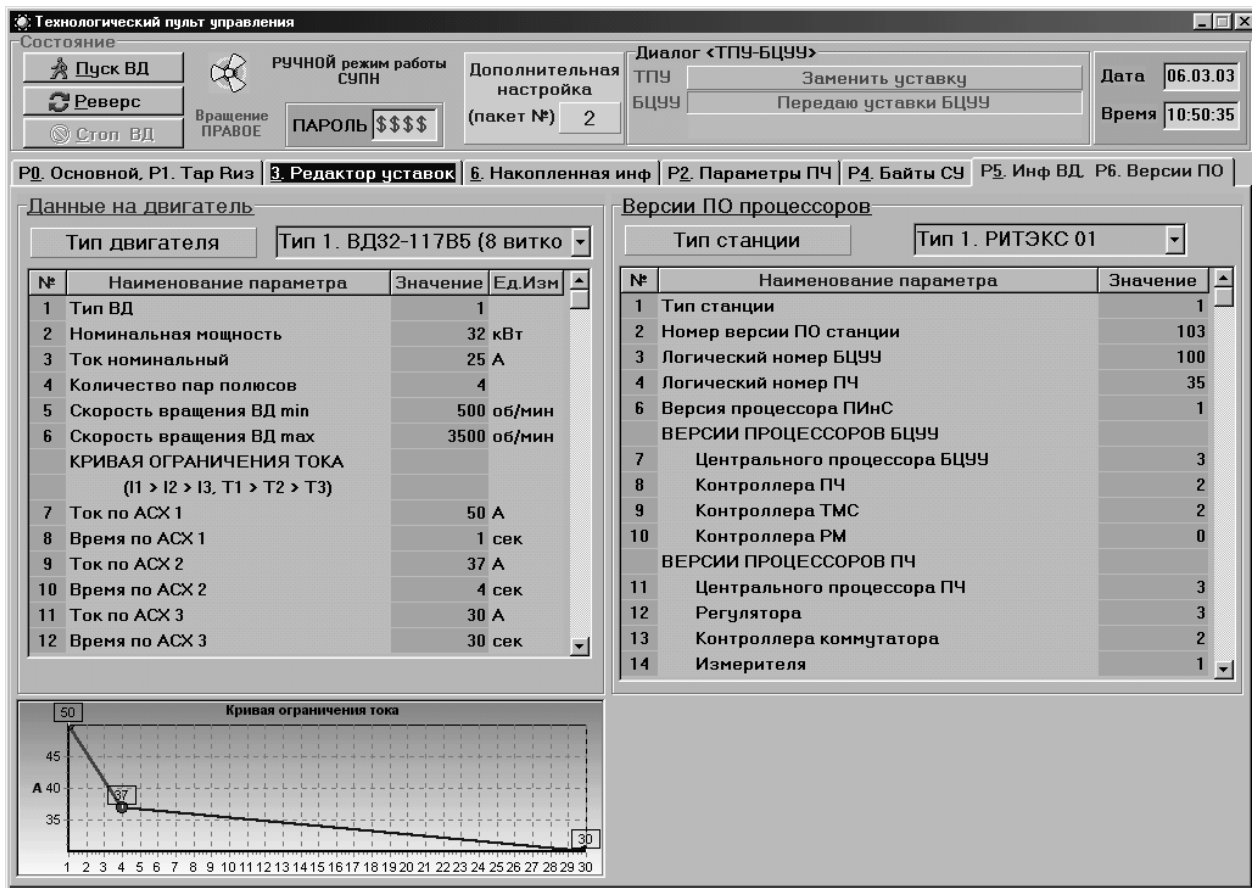 Технологический пульт управления
Состояние
Пуск ВД
Реверс
Стоп ВД
Вращение
ПРАВОЕ
РУЧНОЙ режим работы
СУПН
ПАРОЛЬ $$$$
Дополнительная
настройка
(пакет №) 2
Диалог <ТПУ-БЦУУ>
ТПУ Заменить уставку
БЦУУ Передаю уставки БЦУУ
Дата 06.03.03
Время 10:50:35
P0. Основной, P1. Тар Rиз 3. Редактор уставок 6. Накопленная инф P2. Параметры ПЧ P4. Байты СУ P5. Инф ВД, P6. Версии ПО
Данные на двигатель
Тип двигателя Тип 1. ВД32-117В5 (8 витко
№ Наименование параметра Значение Ед.Изм
1 Тип ВД 1
2 Номинальная мощность 32 кВт
3 Ток номинальный 25 А
4 Количество пар полюсов 4
5 Скорость вращения ВД min 500 об/мин
6 Скорость вращения ВД max 3500 об/мин
КРИВАЯ ОГРАНИЧЕНИЯ ТОКА
(I1 > I2 > I3, T1 > T2 > T3)
7 Ток по АСХ 1 50 А
8 Время по АСХ 1 1 сек
9 Ток по АСХ 2 37 А
10 Время по АСХ 2 4 сек
11 Ток по АСХ 3 30 А
12 Время по АСХ 3 30 сек
Версии ПО процессоров
Тип станции Тип 1. РИТЭКС 01
№ Наименование параметра Значение
1 Тип станции 1
2 Номер версии ПО станции 103
3 Логический номер БЦУУ 100
4 Логический номер ПЧ 35
6 Версия процессора ПИнС 1
ВЕРСИИ ПРОЦЕССОРОВ БЦУУ
7 Центрального процессора БЦУУ 3
8 Контроллера ПЧ 2
9 Контроллера ТМС 2
10 Контроллера РМ 0
ВЕРСИИ ПРОЦЕССОРОВ ПЧ
11 Центрального процессора ПЧ 3
12 Регулятора 3
13 Контроллера коммутатора 2
14 Измерителя 1
Кривая ограничения тока
50
45
А 40
37
35
30
1 2 3 4 5 6 7 8 9 10 11 12 13 14 15 16 17 18 19 20 21 22 23 24 25 26 27 28 29 30